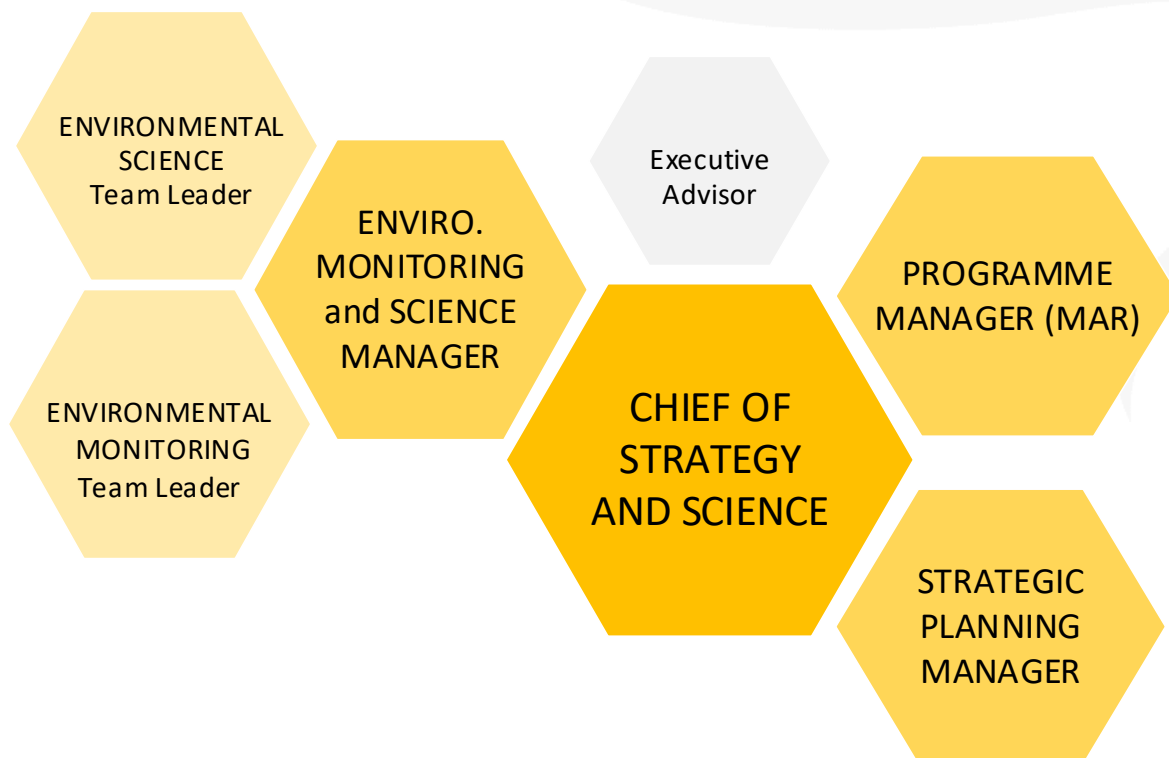 ENVIRONMENTAL
SCIENCE
Team Leader
ENVIRONMENTAL
MONITORING
Team Leader
ENVIRO.
MONITORING
and SCIENCE
MANAGER
Executive
Advisor
CHIEF OF
STRATEGY
AND SCIENCE
PROGRAMME
MANAGER (MAR)
STRATEGIC
PLANNING
MANAGER